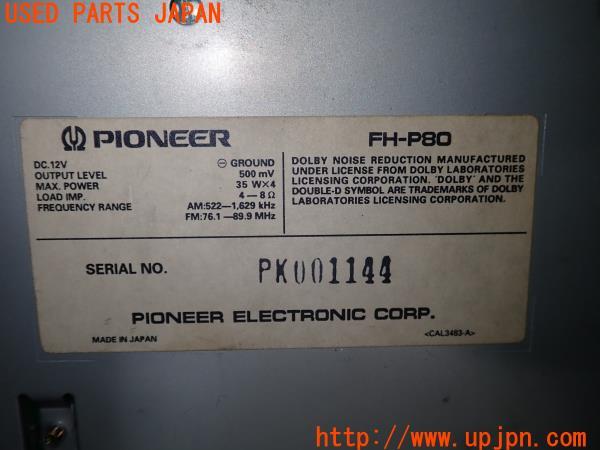 USED PARTS JAPAN
PIONEER
FH-P80
DC.12V
⊖ GROUND
OUTPUT LEVEL 500 mV
MAX. POWER 35 W×4
LOAD IMP. 4—8 Ω
FREQUENCY RANGE AM:522—1,629 kHz
FM:76.1—89.9 MHz
DOLBY NOISE REDUCTION MANUFACTURED
UNDER LICENSE FROM DOLBY LABORATORIES
LICENSING CORPORATION. 'DOLBY' AND THE
DOUBLE-D SYMBOL ARE TRADEMARKS OF DOLBY
LABORATORIES LICENSING CORPORATION.
SERIAL NO. PK001144
PIONEER ELECTRONIC CORP.
MADE IN JAPAN
<CAL3483-A>
https://www.upjpn.com/